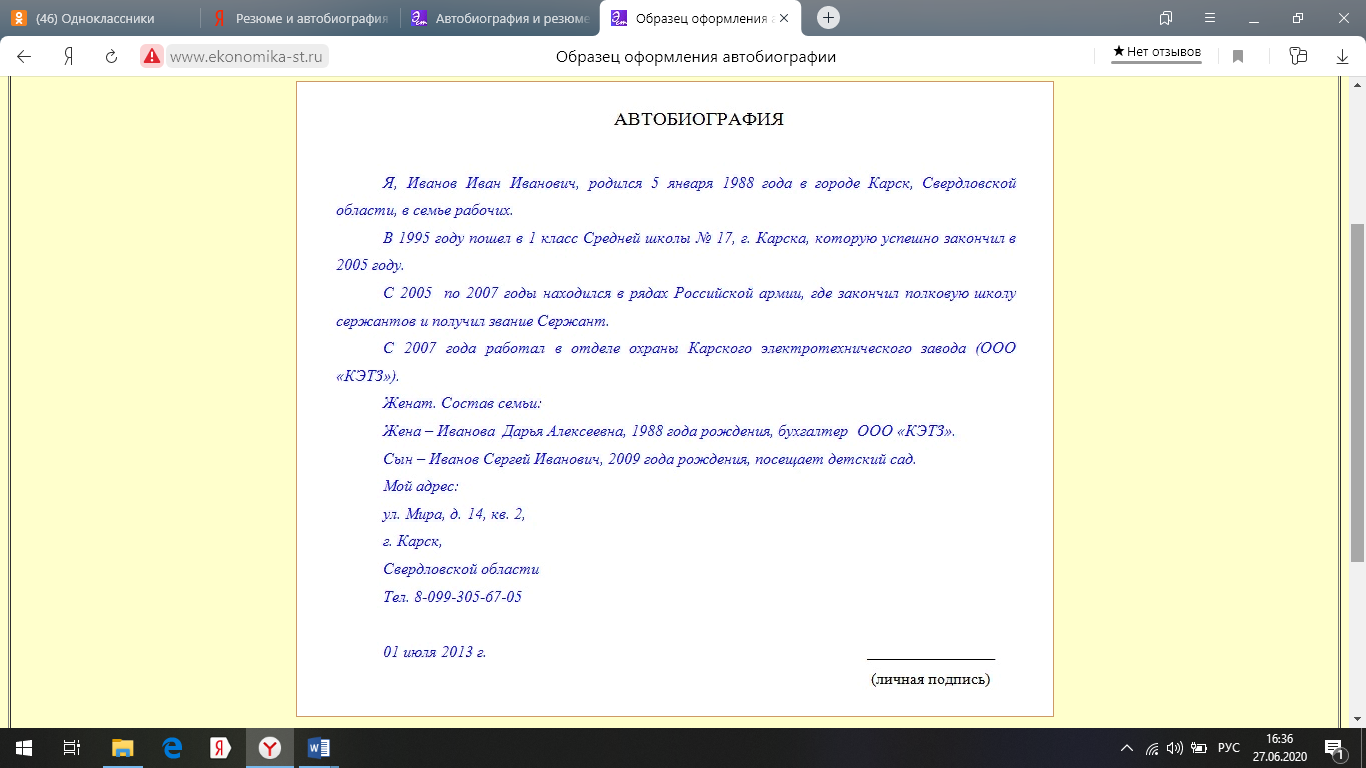 (46) Одноклассники
Резюме и автобиография
Автобиография и резюме
Образец оформления а
www.ekonomika-st.ru
Образец оформления автобиографии
★Нет отзывов
АВТОБИОГРАФИЯ
Я, Иванов Иван Иванович, родился 5 января 1988 года в городе Карск, Свердловской
области, в семье рабочих.
В 1995 году пошел в 1 класс Средней школы № 17, г. Карска, которую успешно закончил в
2005 году.
С 2005 по 2007 годы находился в рядах Российской армии, где закончил полковую школу
сержантов и получил звание Сержант.
С 2007 года работал в отделе охраны Карского электротехнического завода (ООО
«КЭТЗ»).
Женат. Состав семьи:
Жена – Иванова Дарья Алексеевна, 1988 года рождения, бухгалтер ООО «КЭТЗ».
Сын – Иванов Сергей Иванович, 2009 года рождения, посещает детский сад.
Мой адрес:
ул. Мира, д. 14, кв. 2,
г. Карск,
Свердловской области
Тел. 8-099-305-67-05
01 июля 2013 г.
(личная подпись)
РУС
16:36
27.06.2020
1